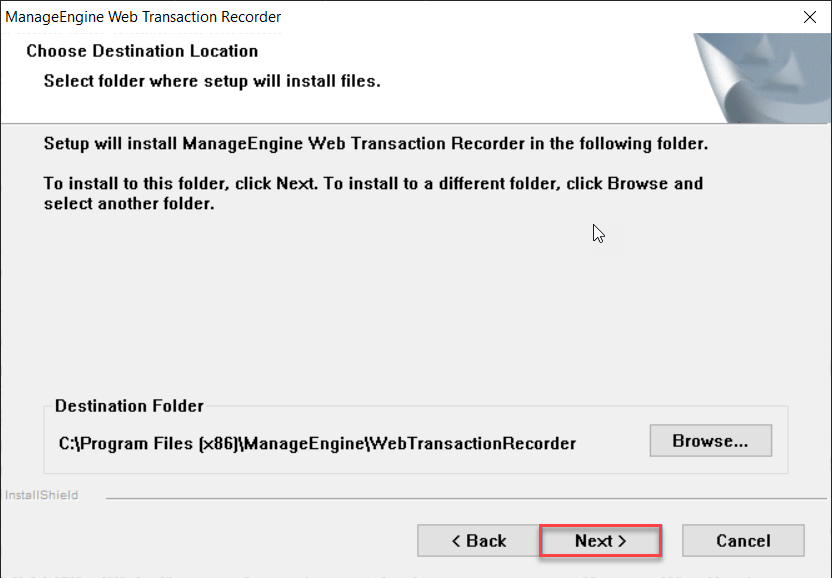 ManageEngine Web Transaction Recorder
Choose Destination Location
Select folder where setup will install files.
Setup will install ManageEngine Web Transaction Recorder in the following folder.
To install to this folder, click Next. To install to a different folder, click Browse and
select another folder.
Destination Folder
C:\Program Files (x86)\ManageEngine\WebTransactionRecorder
Browse...
InstallShield
< Back
Next >
Cancel